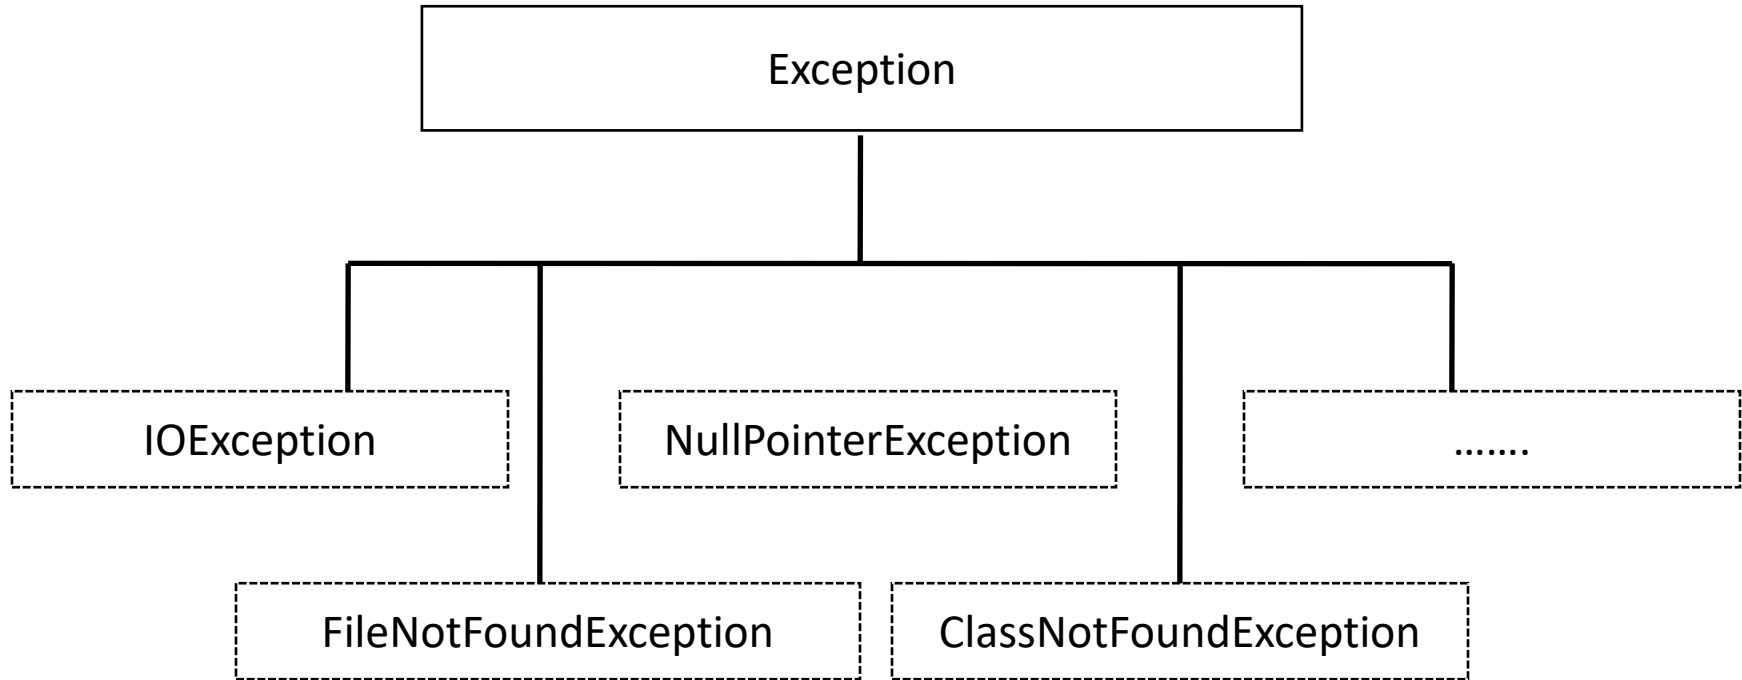 Exception
IOException
NullPointerException
…….
FileNotFoundException
ClassNotFoundException